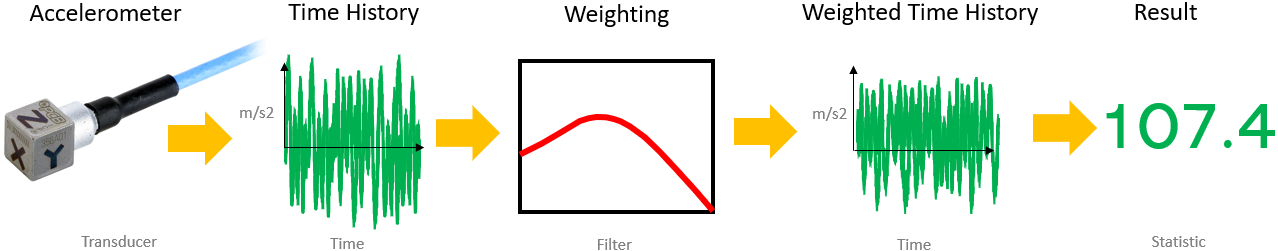 Accelerometer
Time History
Weighting
Weighted Time History
Result
m/s2
m/s2
107.4
Z
X
Y
Transducer
Time
Filter
Time
Statistic